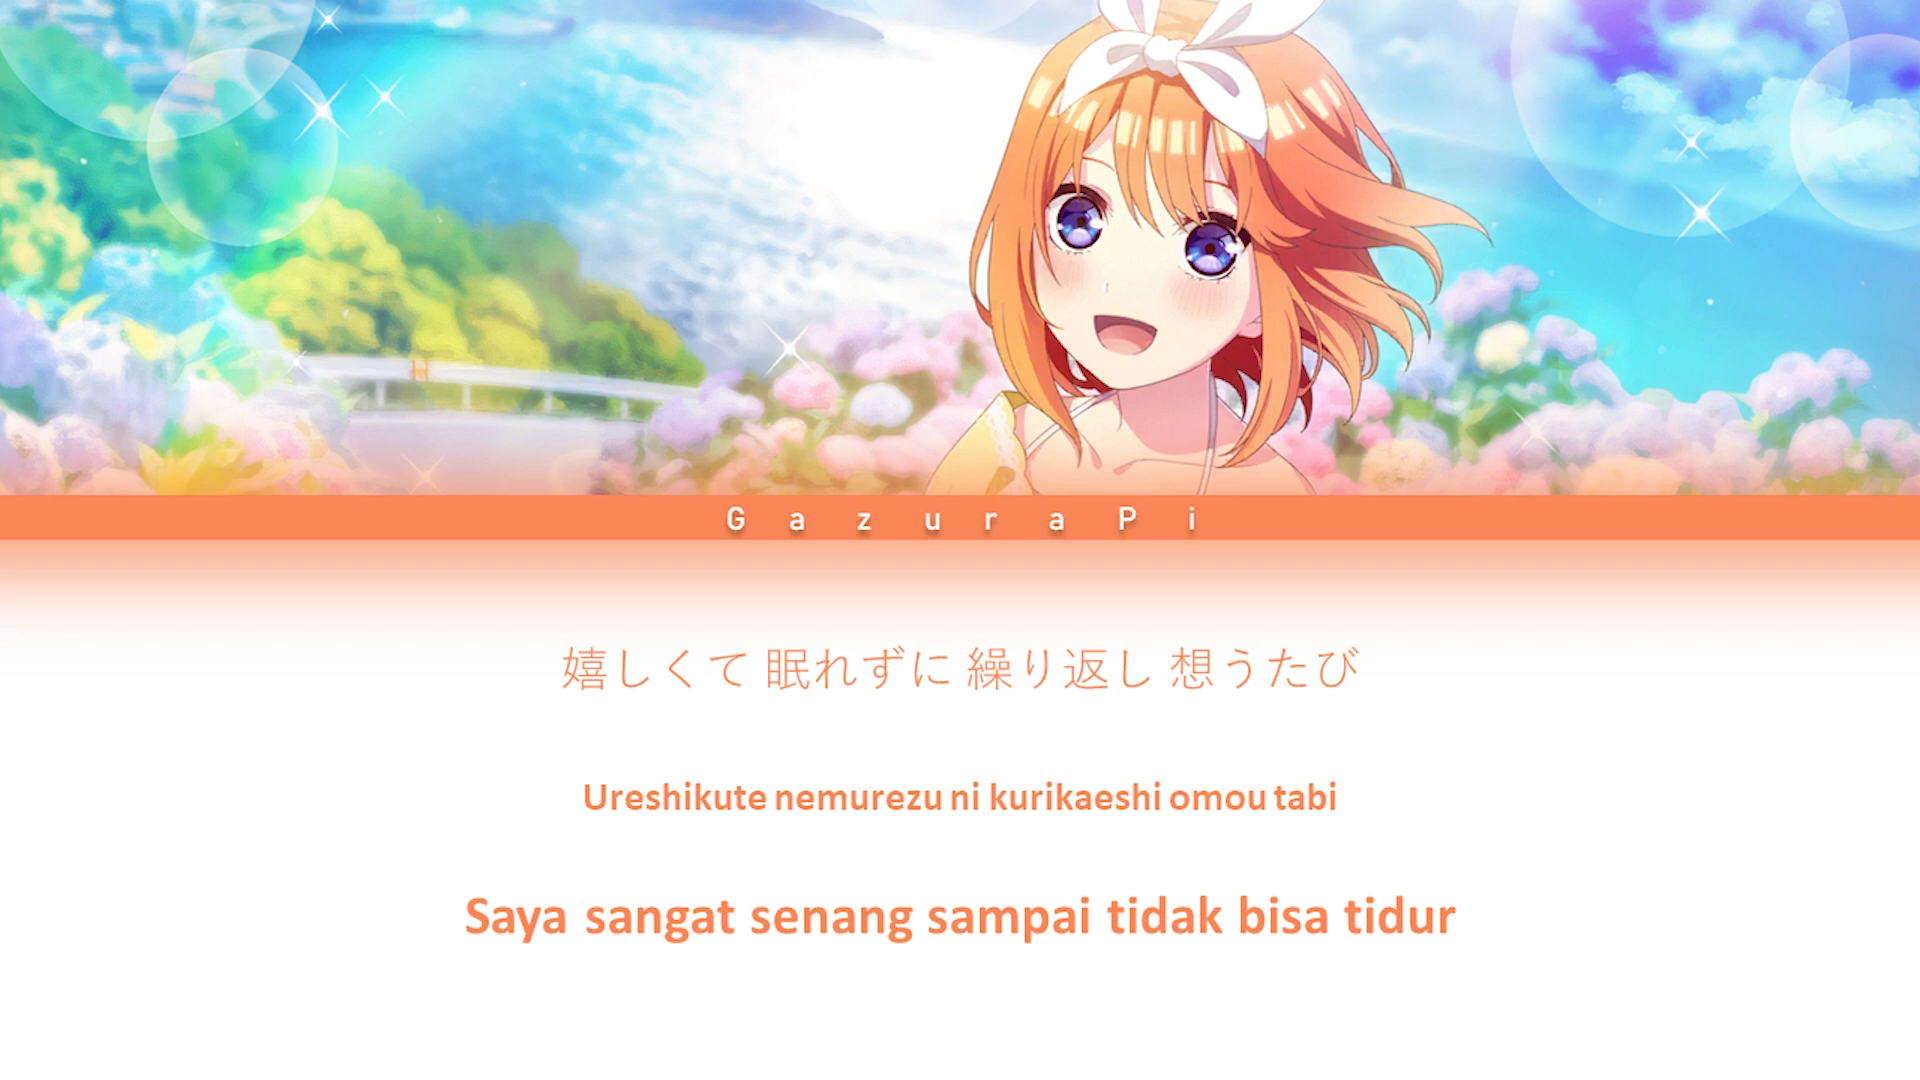 GazuraPi
嬉しくて 眠れずに 繰り返し 想うたび
Ureshikute nemurezu ni kurikaeshi omou tabi
Saya sangat senang sampai tidak bisa tidur